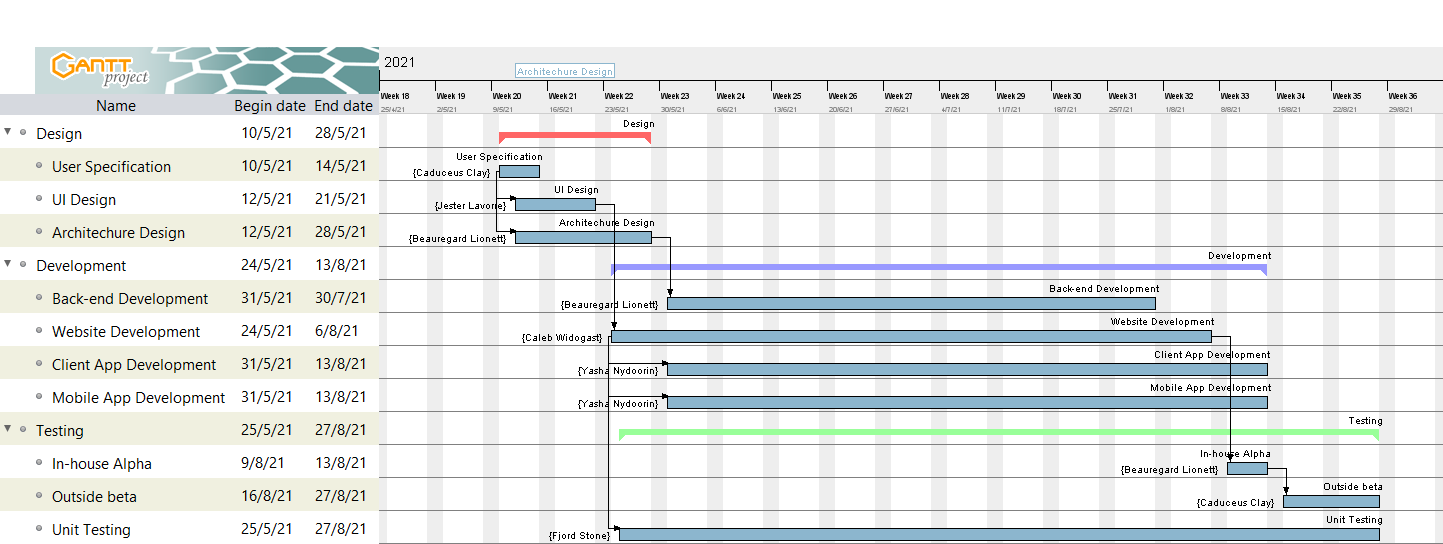 GANTT
project
2021
Architechure Design
Name Begin date End date
Week 18 Week 19 Week 20 Week 21 Week 22 Week 23 Week 24 Week 25 Week 26 Week 27 Week 28 Week 29 Week 30 Week 31 Week 32 Week 33 Week 34 Week 35 Week 36
25/4/21 2/5/21 9/5/21 16/5/21 23/5/21 30/5/21 6/6/21 13/6/21 20/6/21 27/6/21 4/7/21 11/7/21 18/7/21 25/7/21 1/8/21 8/8/21 15/8/21 22/8/21 29/8/21
Design 10/5/21 28/5/21 Design
User Specification 10/5/21 14/5/21 User Specification
{Caduceus Clay}
UI Design 12/5/21 21/5/21 UI Design
{Jester Lavorre}
Architechure Design 12/5/21 28/5/21 Architechure Design
{Beauregard Lionett}
Development 24/5/21 13/8/21 Development
Back-end Development 31/5/21 30/7/21 Back-end Development
{Beauregard Lionett}
Website Development 24/5/21 6/8/21 Website Development
{Caleb Widogast}
Client App Development 31/5/21 13/8/21 Client App Development
{Yasha Nydoorin}
Mobile App Development 31/5/21 13/8/21 Mobile App Development
{Yasha Nydoorin}
Testing 25/5/21 27/8/21 Testing
In-house Alpha 9/8/21 13/8/21 In-house Alpha
{Beauregard Lionett}
Outside beta 16/8/21 27/8/21 Outside beta
{Caduceus Clay}
Unit Testing 25/5/21 27/8/21 Unit Testing
{Fjord Stone}